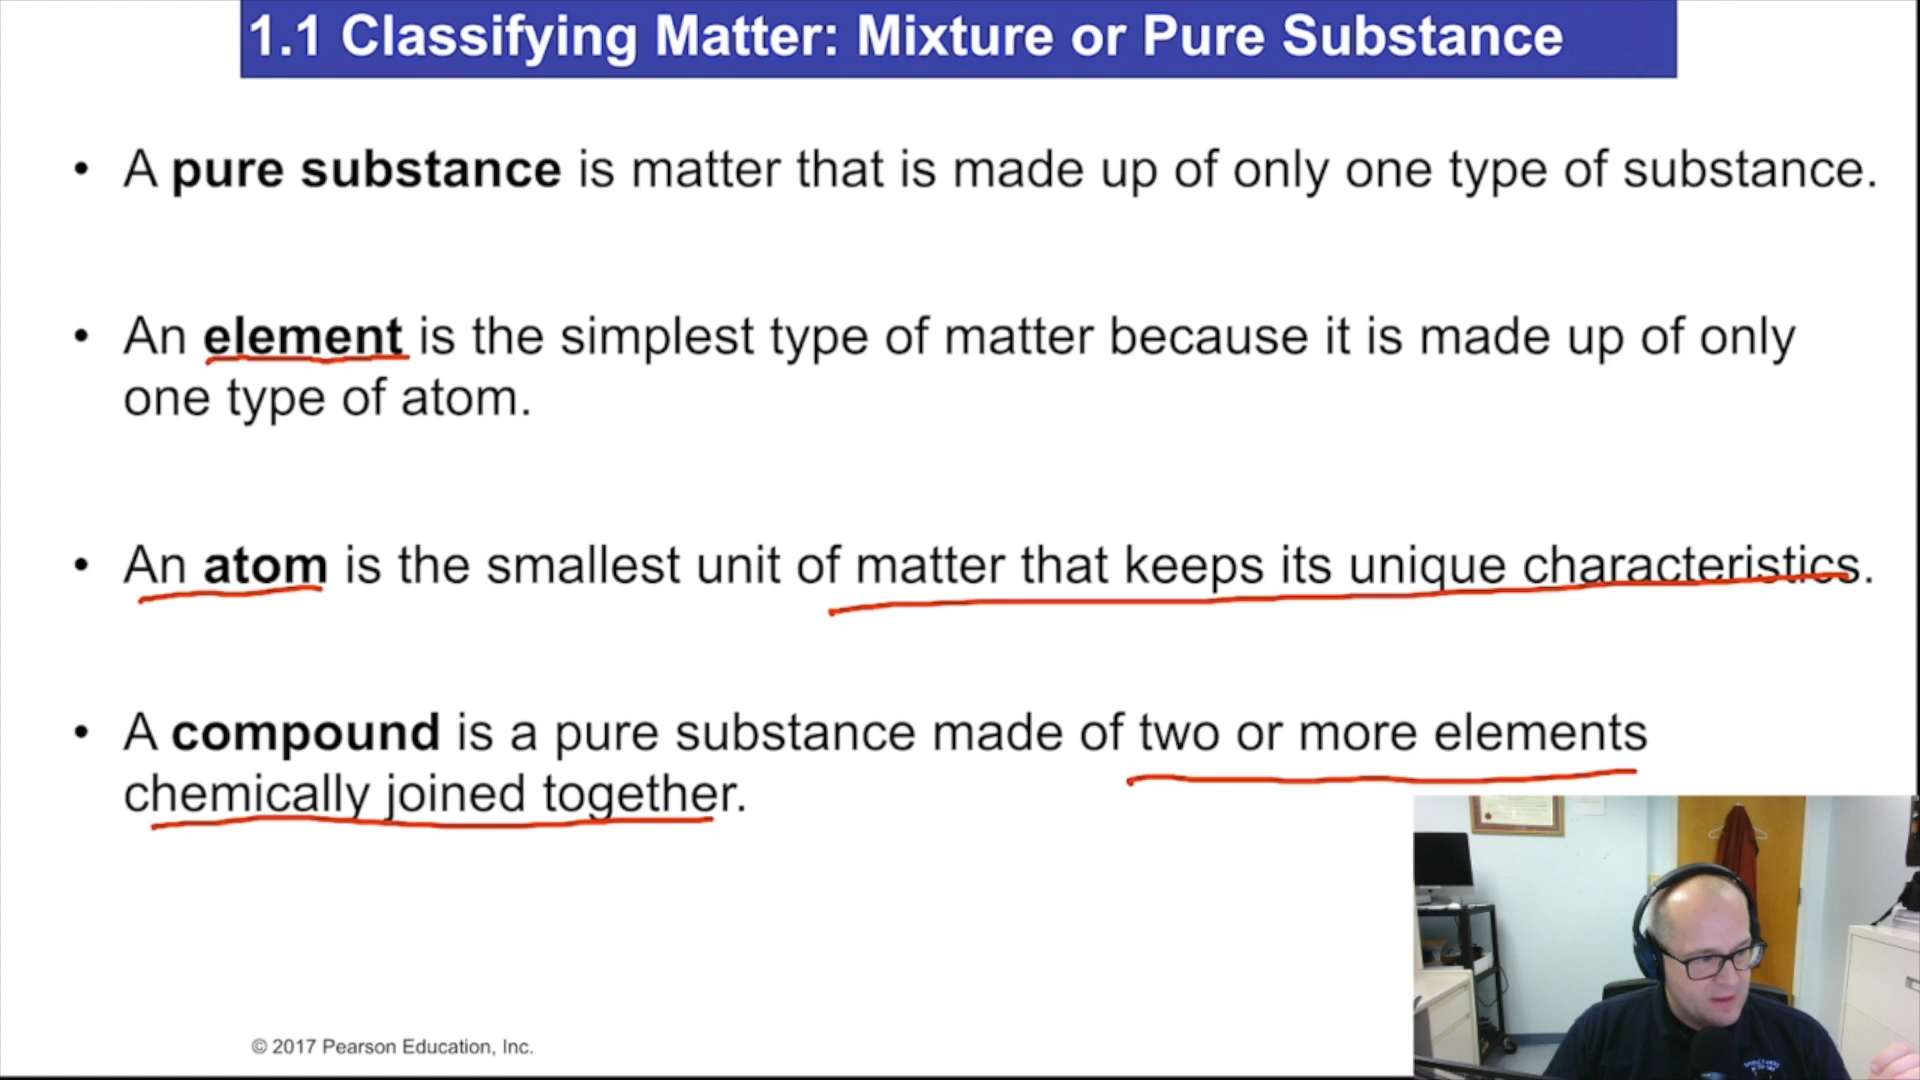 1.1 Classifying Matter: Mixture or Pure Substance
• A pure substance is matter that is made up of only one type of substance.
• An element is the simplest type of matter because it is made up of only
one type of atom.
• An atom is the smallest unit of matter that keeps its unique characteristics.
• A compound is a pure substance made of two or more elements
chemically joined together.
© 2017 Pearson Education, Inc.